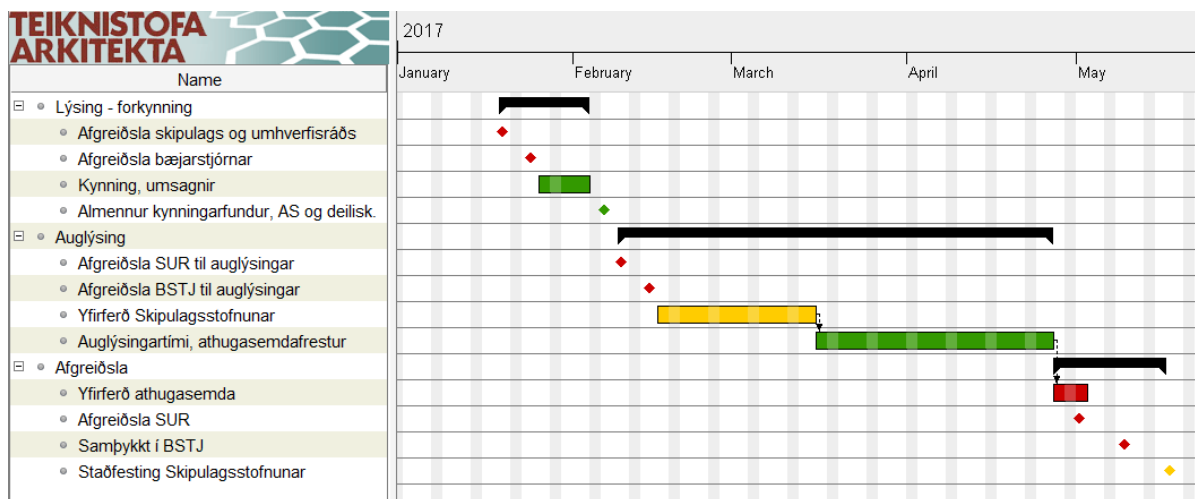 TEIKNISTOFA
ARKITEKTA
2017
Name
January February March April May
Lýsing - forkynning
Afgreiðsla skipulags og umhverfisráðs
Afgreiðsla bæjarstjórnar
Kynning, umsagnir
Almennur kynningarfundur, AS og deilisk.
Auglýsing
Afgreiðsla SUR til auglýsingar
Afgreiðsla BSTJ til auglýsingar
Yfirferð Skipulagsstofnunar
Auglýsingartími, athugasemdafrestur
Afgreiðsla
Yfirferð athugasemda
Afgreiðsla SUR
Samþykkt í BSTJ
Staðfesting Skipulagsstofnunar